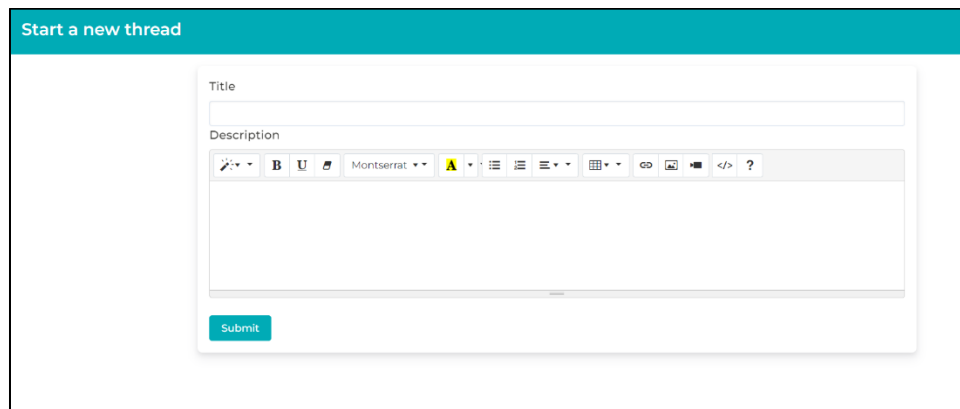 Start a new thread
Title
Description
B U Montserrat A </> ?
Submit